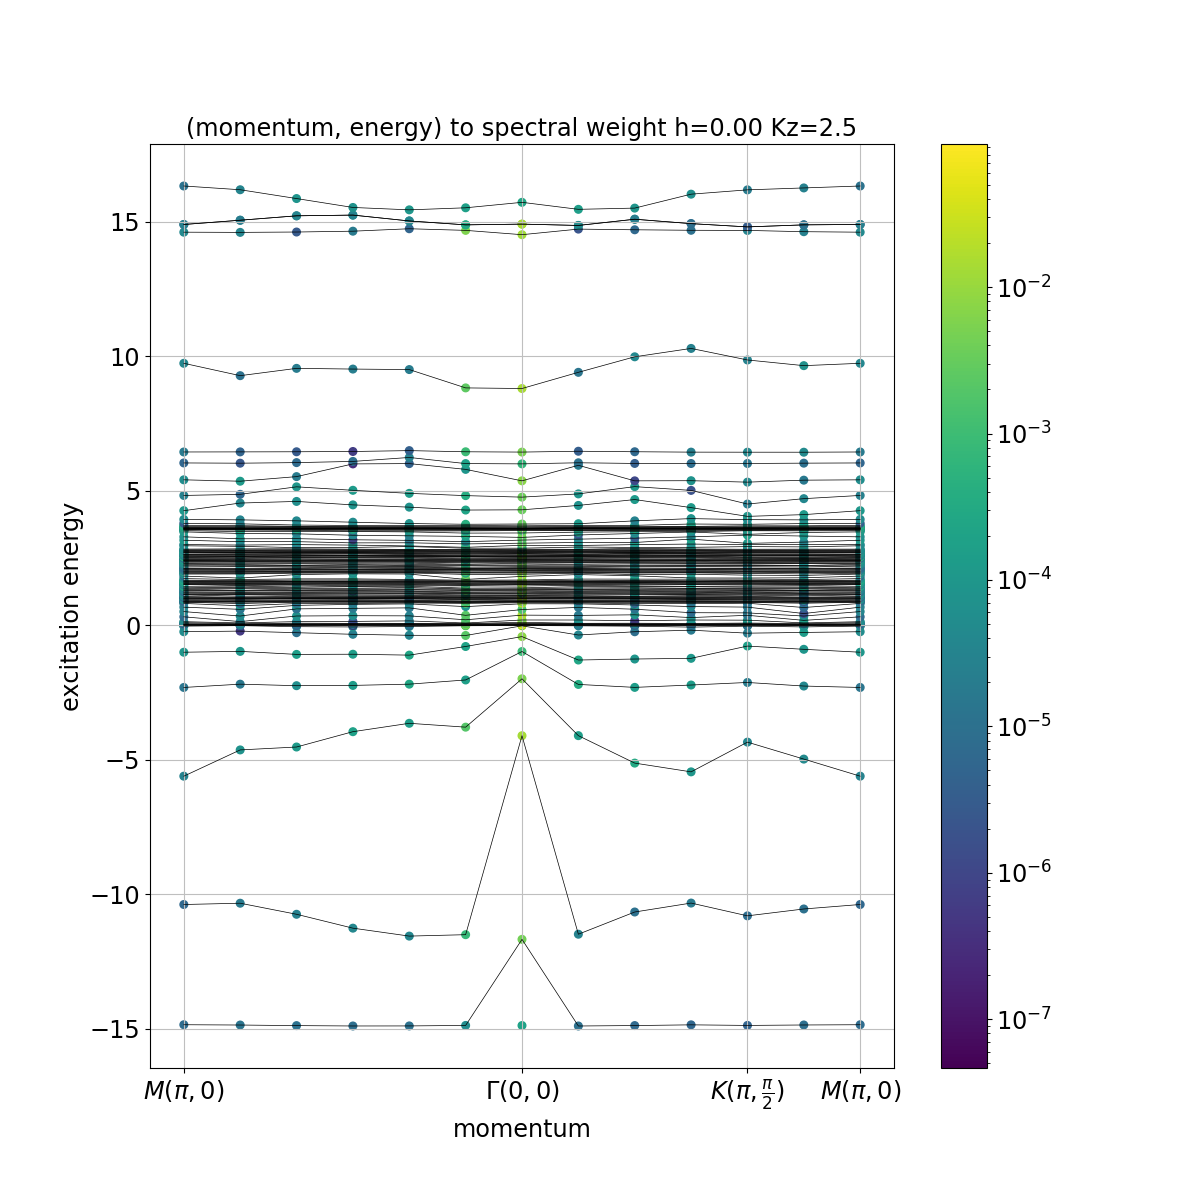 (momentum, energy) to spectral weight h=0.00 Kz=2.5
excitation energy
15
10
5
0
−5
−10
−15
M(π, 0)
Γ(0, 0)
K(π, π/2)
M(π, 0)
momentum
10⁻²
10⁻³
10⁻⁴
10⁻⁵
10⁻⁶
10⁻⁷